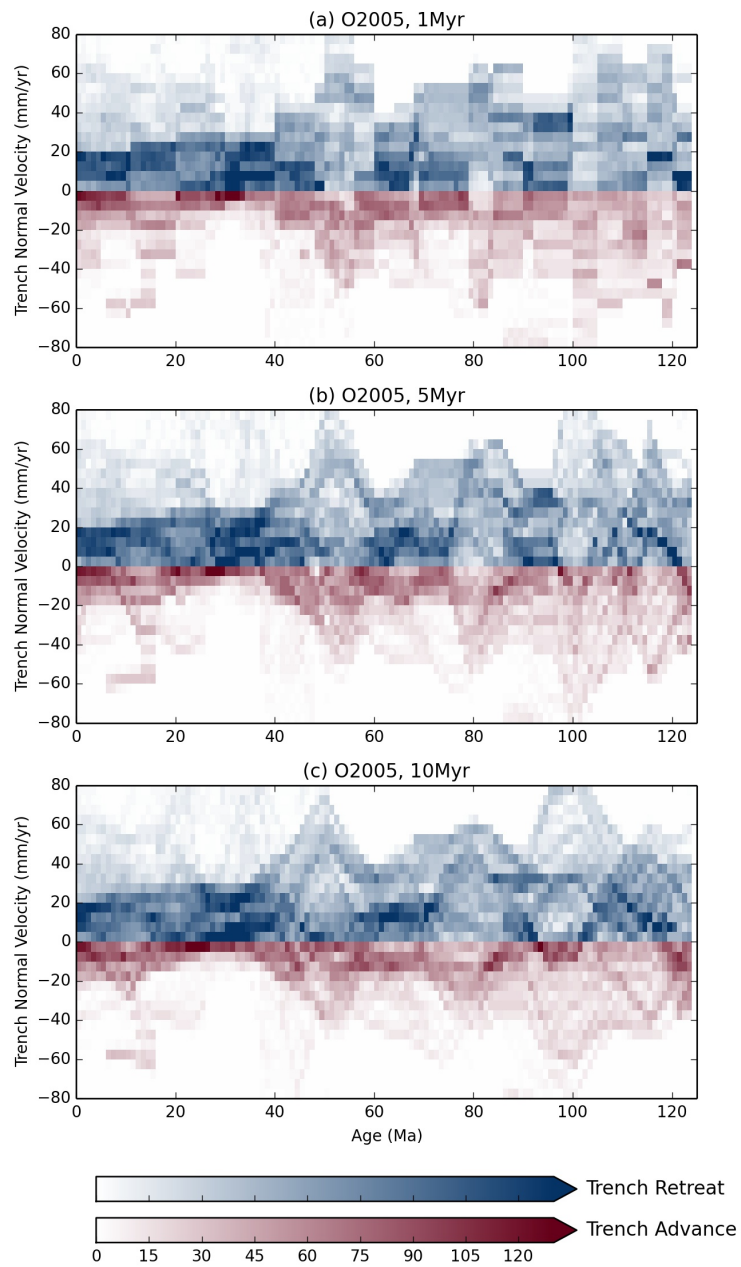 (a) O2005, 1Myr
80
60
40
20
0
−20
−40
−60
−80
Trench Normal Velocity (mm/yr)
0 20 40 60 80 100 120
(b) O2005, 5Myr
80
60
40
20
0
−20
−40
−60
−80
Trench Normal Velocity (mm/yr)
0 20 40 60 80 100 120
(c) O2005, 10Myr
80
60
40
20
0
−20
−40
−60
−80
Trench Normal Velocity (mm/yr)
0 20 40 60 80 100 120
Age (Ma)
Trench Retreat
Trench Advance
0 15 30 45 60 75 90 105 120